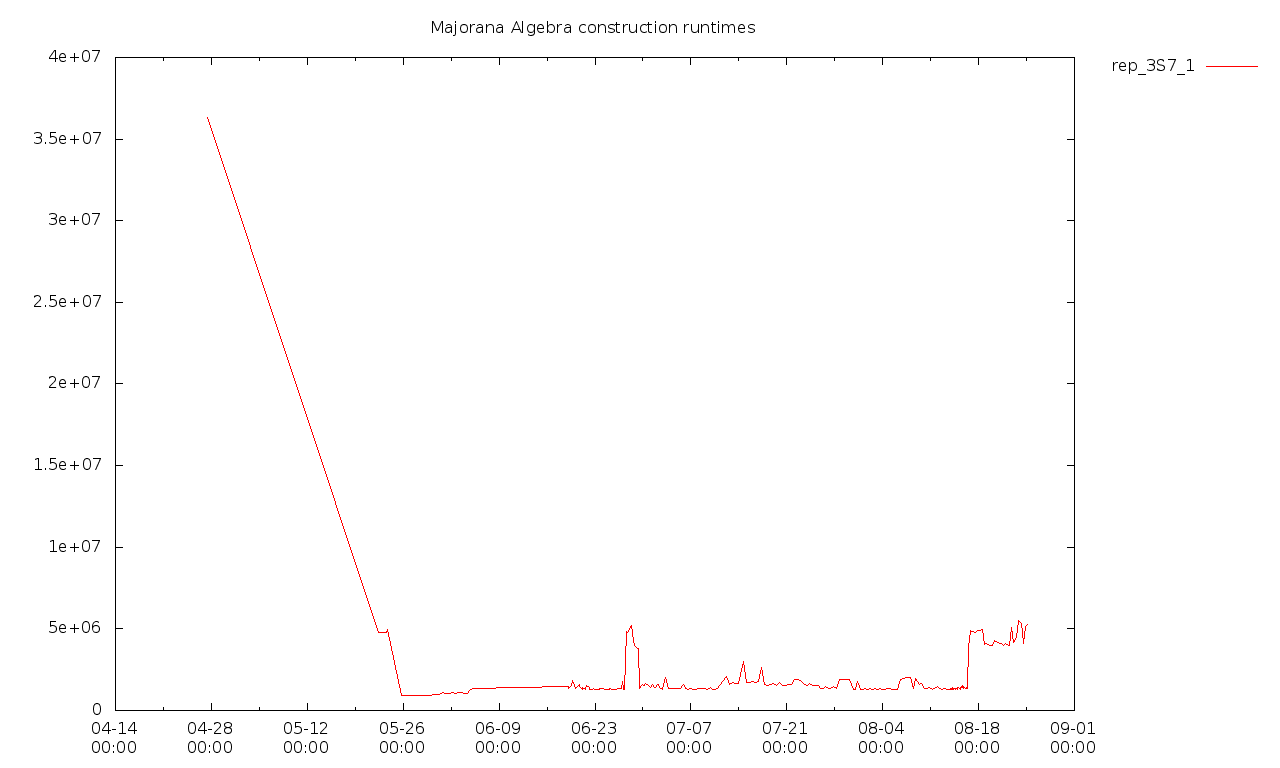 Majorana Algebra construction runtimes
rep_3S7_1
4e+07
3.5e+07
3e+07
2.5e+07
2e+07
1.5e+07
1e+07
5e+06
0
04-14 04-28 05-12 05-26 06-09 06-23 07-07 07-21 08-04 08-18 09-01
00:00 00:00 00:00 00:00 00:00 00:00 00:00 00:00 00:00 00:00 00:00